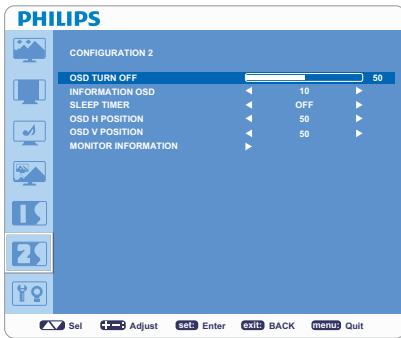 PHILIPS
CONFIGURATION 2
OSD TURN OFF 50
INFORMATION OSD 10
SLEEP TIMER OFF
OSD H POSITION 50
OSD V POSITION 50
MONITOR INFORMATION
Sel Adjust set: Enter exit: BACK menu: Quit